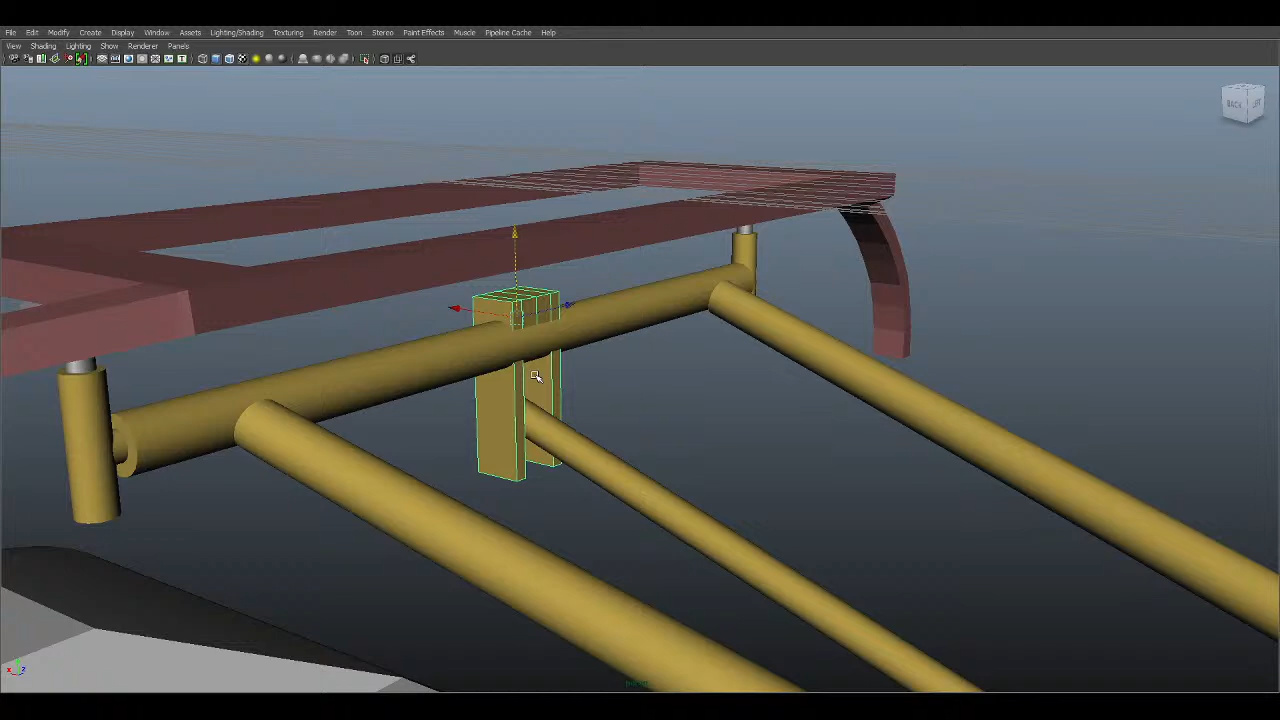 File Edit Modify Create Display Window Assets Lighting/Shading Texturing Render Toon Stereo Paint Effects Muscle Pipeline Cache Help
View Shading Lighting Show Renderer Panels
BACK